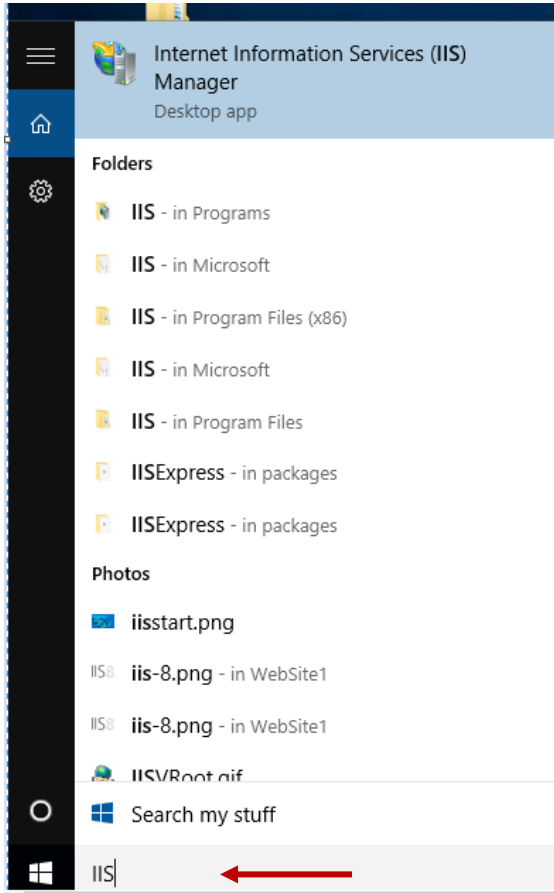 Internet Information Services (IIS)
Manager
Desktop app
Folders
IIS - in Programs
IIS - in Microsoft
IIS - in Program Files (x86)
IIS - in Microsoft
IIS - in Program Files
IISExpress - in packages
IISExpress - in packages
Photos
iisstart.png
IIS8 iis-8.png - in WebSite1
IIS8 iis-8.png - in WebSite1
IISVRoot.gif
Search my stuff
IIS